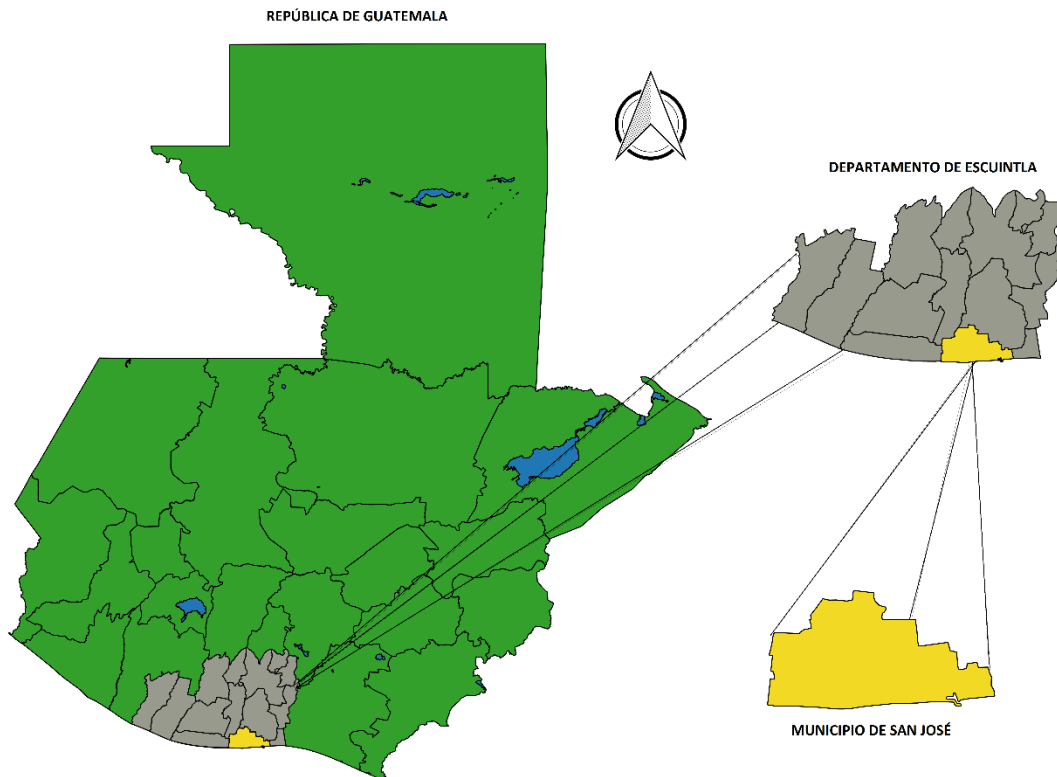 REPÚBLICA DE GUATEMALA
DEPARTAMENTO DE ESCUINTLA
MUNICIPIO DE SAN JOSÉ